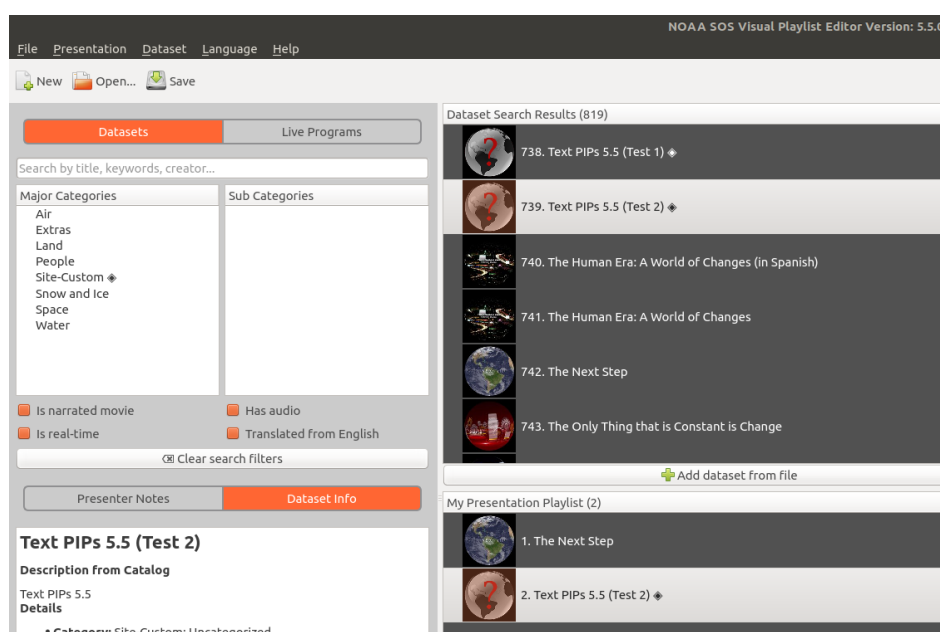 NOAA SOS Visual Playlist Editor Version: 5.5.0
File Presentation Dataset Language Help
New Open... Save
Datasets Live Programs
Search by title, keywords, creator...
Major Categories Sub Categories
Air
Extras
Land
People
Site-Custom ◈
Snow and Ice
Space
Water
Is narrated movie Has audio
Is real-time Translated from English
Clear search filters
Presenter Notes Dataset Info
Text PIPs 5.5 (Test 2)
Description from Catalog
Text PIPs 5.5
Details
• Category: Site-Custom: Uncategorized
Dataset Search Results (819)
738. Text PIPs 5.5 (Test 1) ◈
739. Text PIPs 5.5 (Test 2) ◈
740. The Human Era: A World of Changes (in Spanish)
741. The Human Era: A World of Changes
742. The Next Step
743. The Only Thing that is Constant is Change
Add dataset from file
My Presentation Playlist (2)
1. The Next Step
2. Text PIPs 5.5 (Test 2) ◈